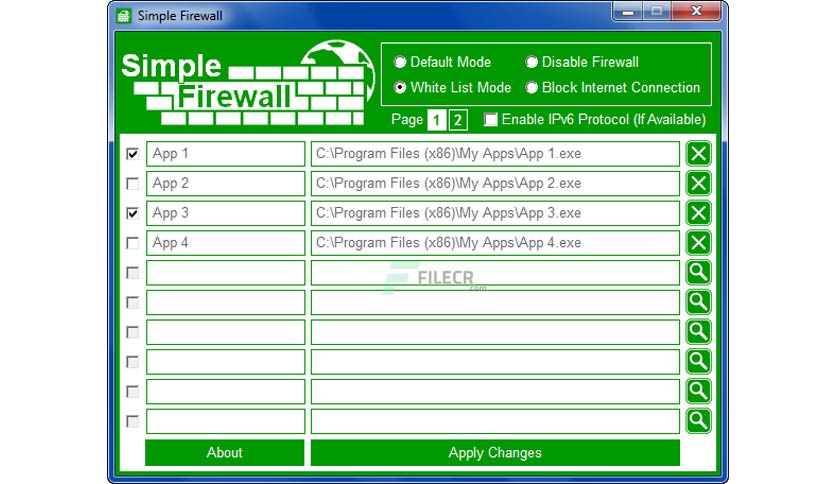 Simple Firewall
Simple
Firewall
Default Mode Disable Firewall
White List Mode Block Internet Connection
Page 1 2 Enable IPv6 Protocol (If Available)
App 1 C:\Program Files (x86)\My Apps\App 1.exe
App 2 C:\Program Files (x86)\My Apps\App 2.exe
App 3 C:\Program Files (x86)\My Apps\App 3.exe
App 4 C:\Program Files (x86)\My Apps\App 4.exe
FILECR
.com
About Apply Changes